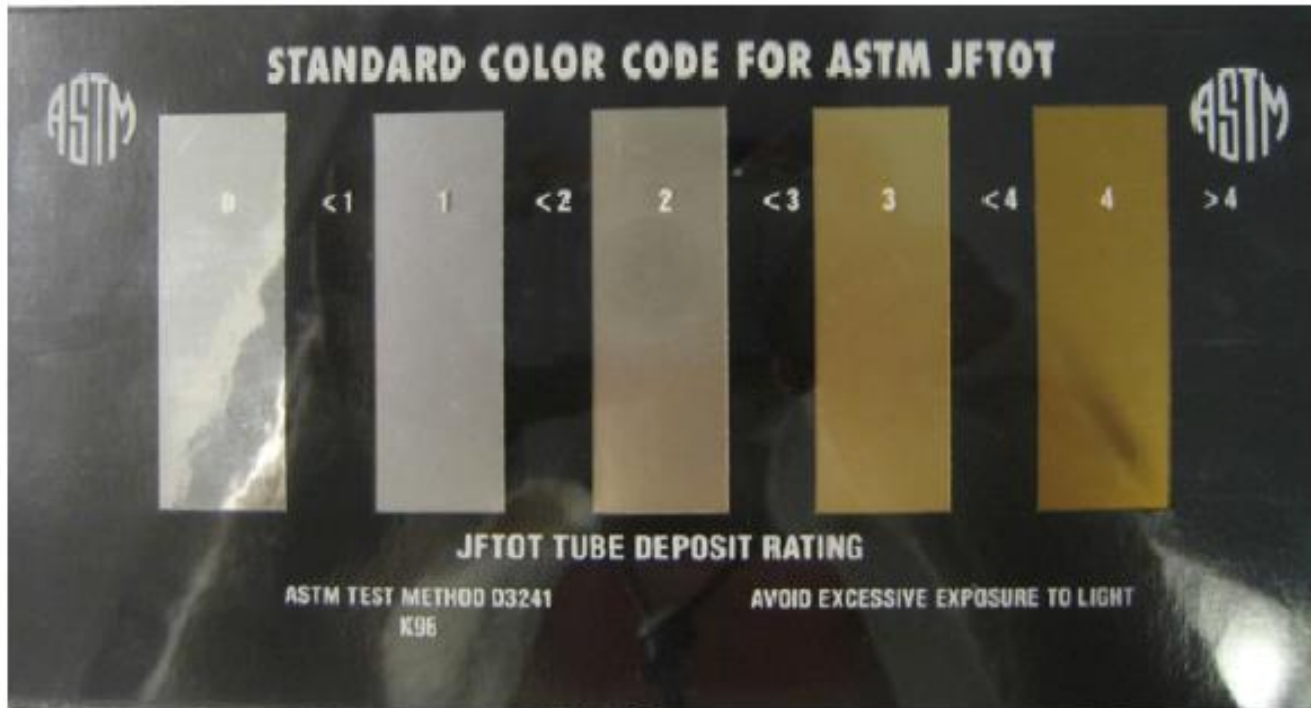 STANDARD COLOR CODE FOR ASTM JFTOT
ASTM
ASTM
0 <1 1 <2 2 <3 3 <4 4 >4
JFTOT TUBE DEPOSIT RATING
ASTM TEST METHOD D3241
K96
AVOID EXCESSIVE EXPOSURE TO LIGHT